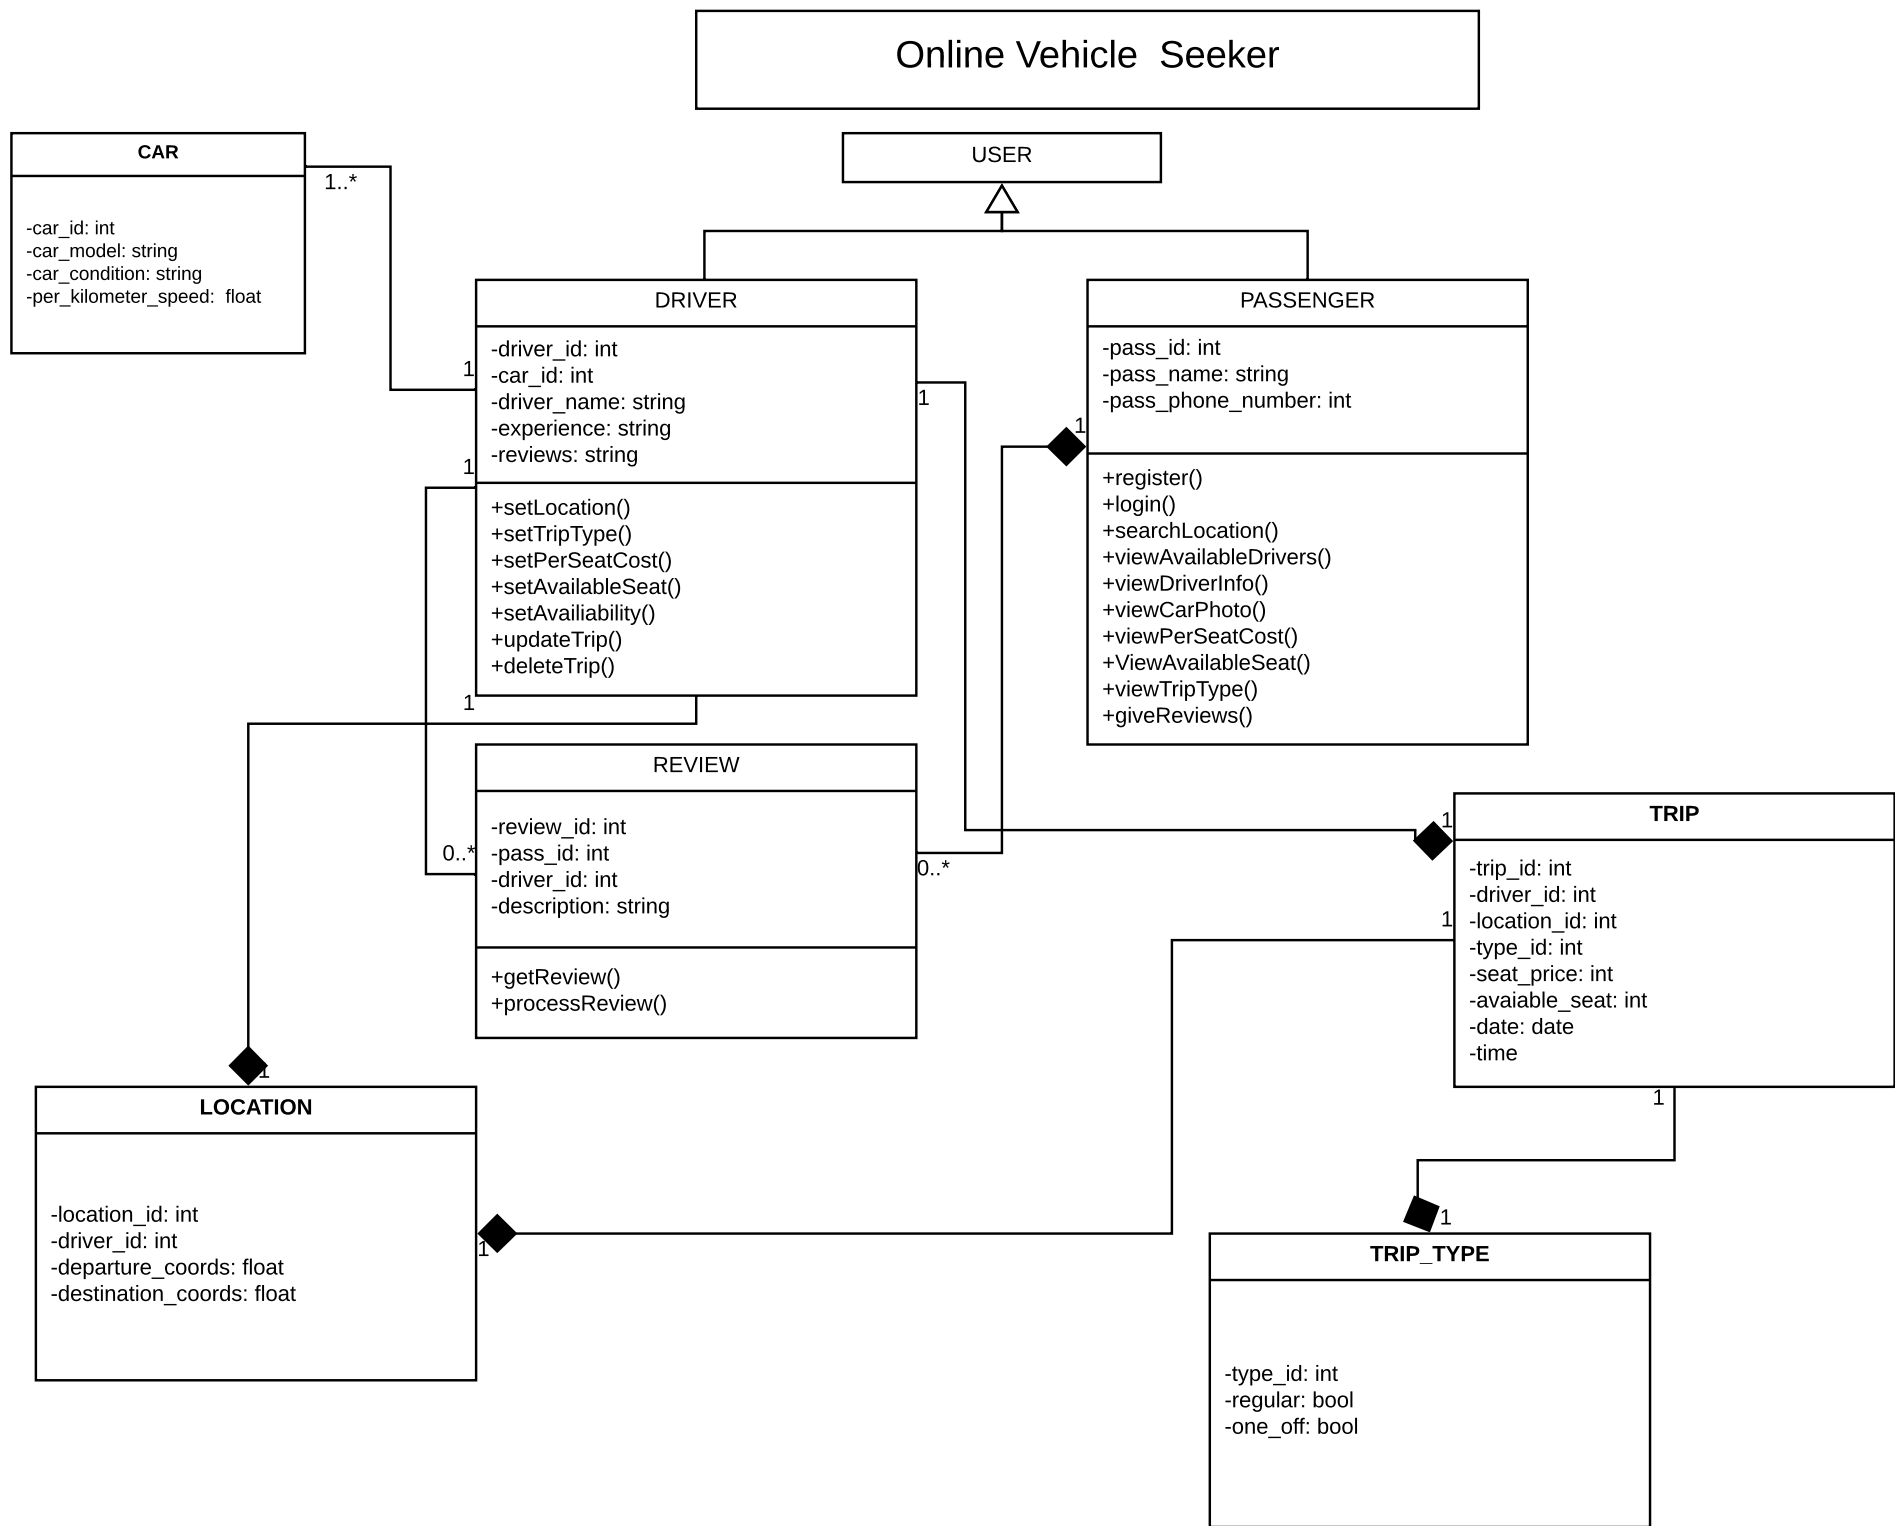 Online Vehicle  Seeker
CAR
-car_id: int
-car_model: string
-car_condition: string
-per_kilometer_speed:  float
1..*
USER
DRIVER
-driver_id: int
-car_id: int
-driver_name: string
-experience: string
-reviews: string
+setLocation()
+setTripType()
+setPerSeatCost()
+setAvailableSeat()
+setAvailiability()
+updateTrip()
+deleteTrip()
1
1
1
1
PASSENGER
-pass_id: int
-pass_name: string
-pass_phone_number: int
+register()
+login()
+searchLocation()
+viewAvailableDrivers()
+viewDriverInfo()
+viewCarPhoto()
+viewPerSeatCost()
+ViewAvailableSeat()
+viewTripType()
+giveReviews()
1
REVIEW
-review_id: int
-pass_id: int
-driver_id: int
-description: string
+getReview()
+processReview()
0..*
0..*
TRIP
-trip_id: int
-driver_id: int
-location_id: int
-type_id: int
-seat_price: int
-avaiable_seat: int
-date: date
-time
1
1
1
LOCATION
-location_id: int
-driver_id: int
-departure_coords: float
-destination_coords: float
1
1
TRIP_TYPE
-type_id: int
-regular: bool
-one_off: bool
1